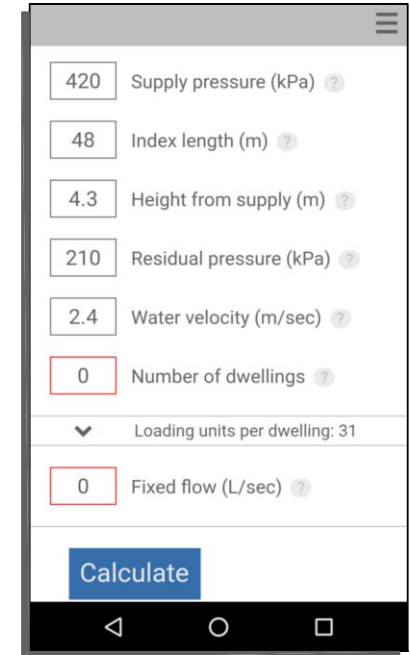 420 Supply pressure (kPa) ?
48 Index length (m) ?
4.3 Height from supply (m) ?
210 Residual pressure (kPa) ?
2.4 Water velocity (m/sec) ?
0 Number of dwellings ?
Loading units per dwelling: 31
0 Fixed flow (L/sec) ?
Calculate